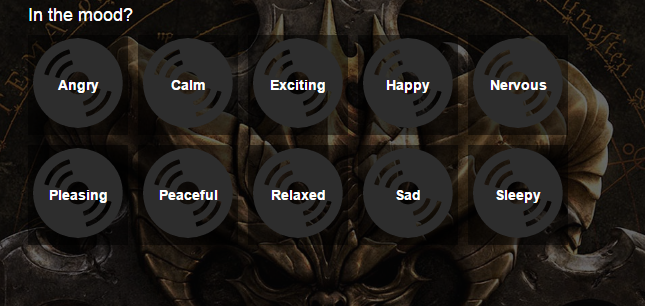 In the mood?
Angry Calm Exciting Happy Nervous
Pleasing Peaceful Relaxed Sad Sleepy